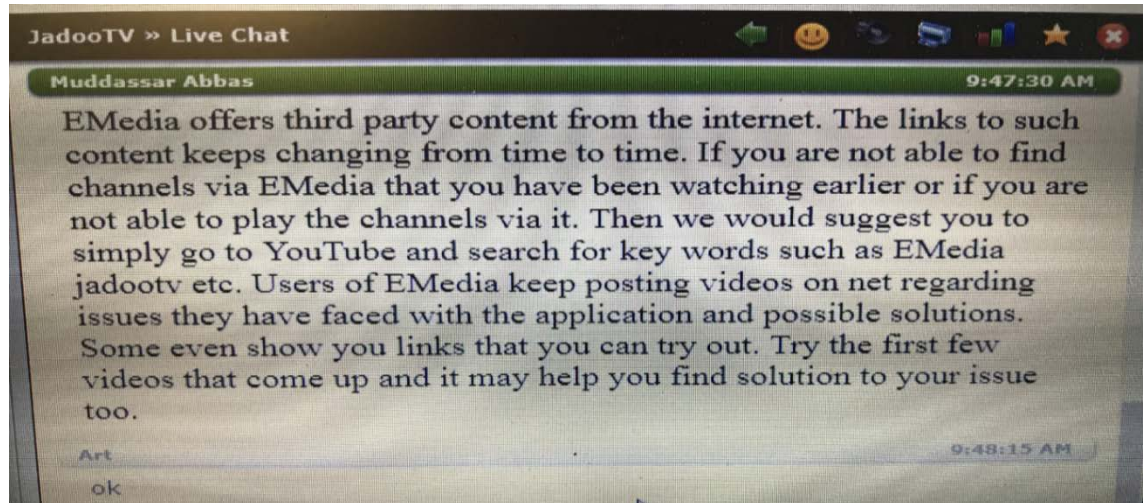 JadooTV » Live Chat
Muddassar Abbas 9:47:30 AM
EMedia offers third party content from the internet. The links to such
content keeps changing from time to time. If you are not able to find
channels via EMedia that you have been watching earlier or if you are
not able to play the channels via it. Then we would suggest you to
simply go to YouTube and search for key words such as EMedia
jadootv etc. Users of EMedia keep posting videos on net regarding
issues they have faced with the application and possible solutions.
Some even show you links that you can try out. Try the first few
videos that come up and it may help you find solution to your issue
too.
Art 9:48:15 AM
ok